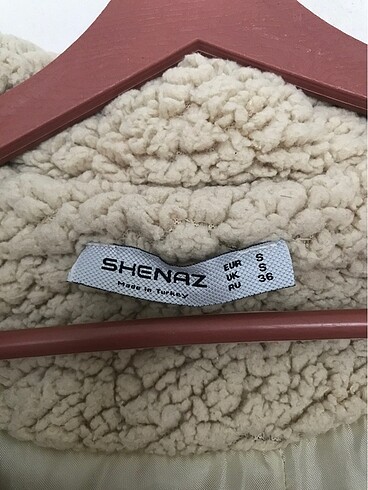 SHENAZ
Made in Turkey
EUR S
UK S
RU 36